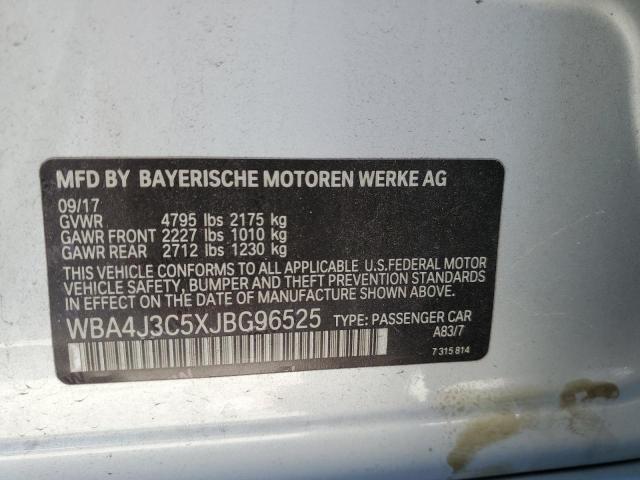 MFD BY BAYERISCHE MOTOREN WERKE AG
09/17
GVWR 4795 lbs 2175 kg
GAWR FRONT 2227 lbs 1010 kg
GAWR REAR 2712 lbs 1230 kg
THIS VEHICLE CONFORMS TO ALL APPLICABLE U.S.FEDERAL MOTOR
VEHICLE SAFETY, BUMPER AND THEFT PREVENTION STANDARDS
IN EFFECT ON THE DATE OF MANUFACTURE SHOWN ABOVE.
WBA4J3C5XJBG96525 TYPE: PASSENGER CAR
A83/7
7 315 814